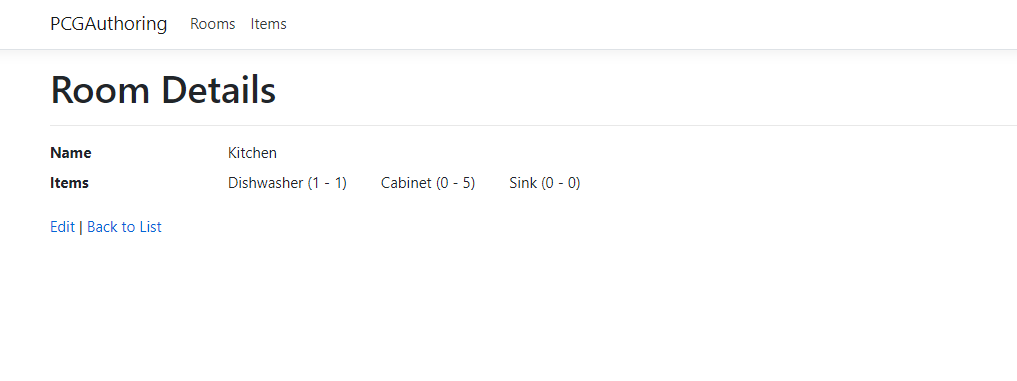 PCGAuthoring Rooms Items
Room Details
Name Kitchen
Items Dishwasher (1 - 1) Cabinet (0 - 5) Sink (0 - 0)
Edit | Back to List